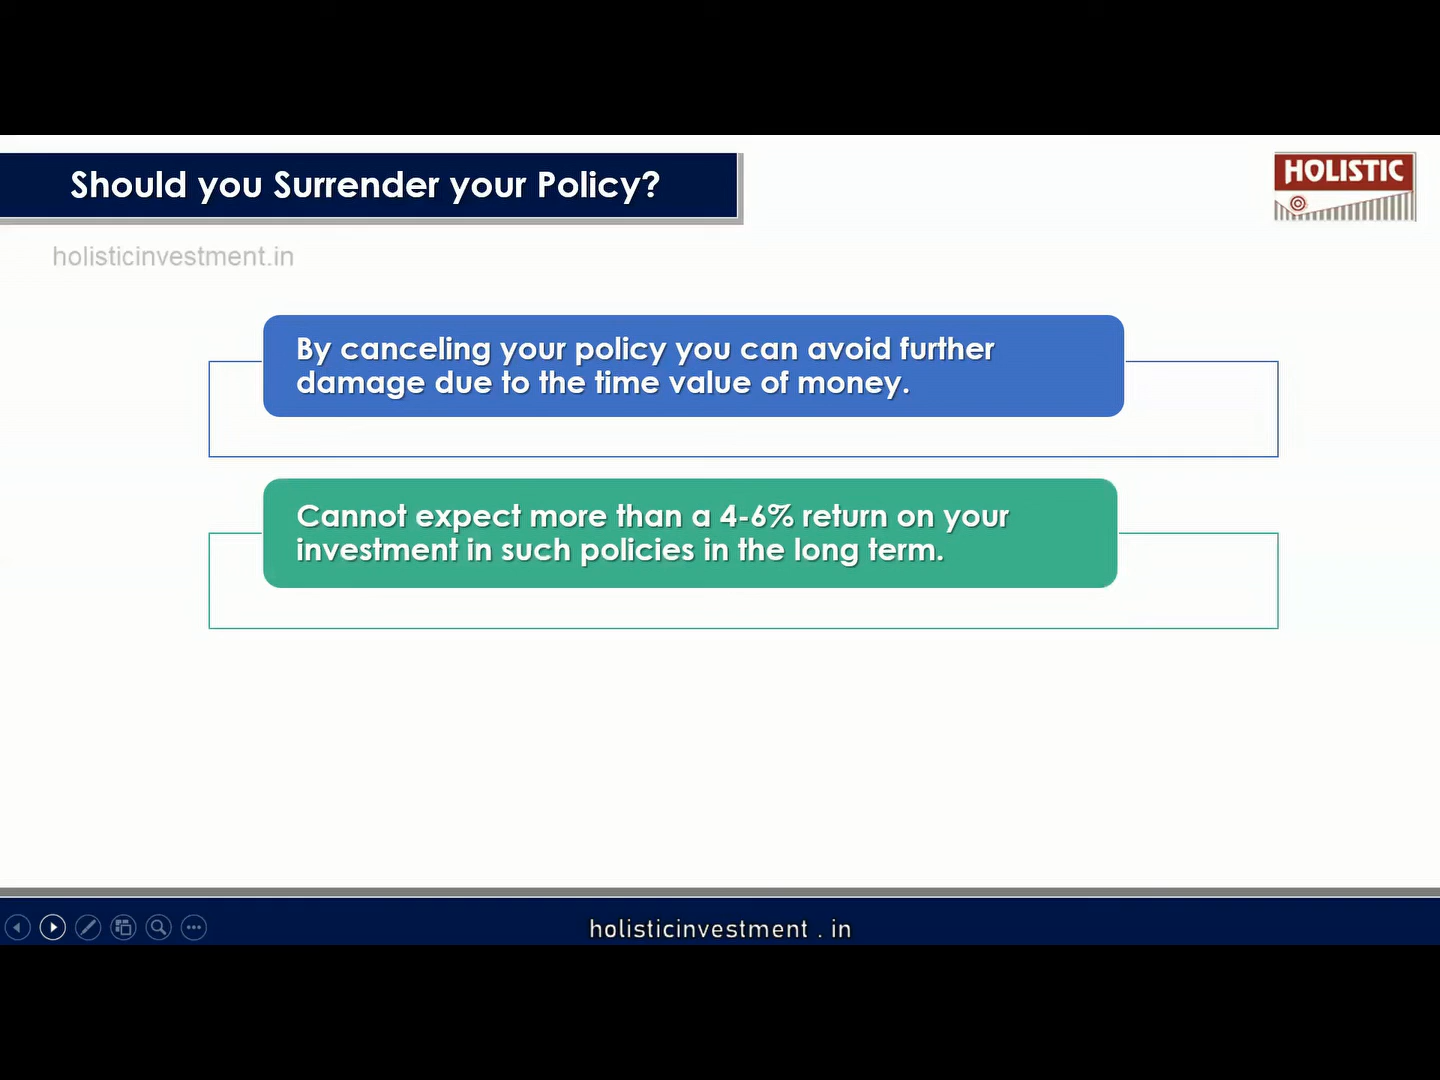 Should you Surrender your Policy?
HOLISTIC
holisticinvestment.in
By canceling your policy you can avoid further
damage due to the time value of money.
Cannot expect more than a 4-6% return on your
investment in such policies in the long term.
holisticinvestment . in